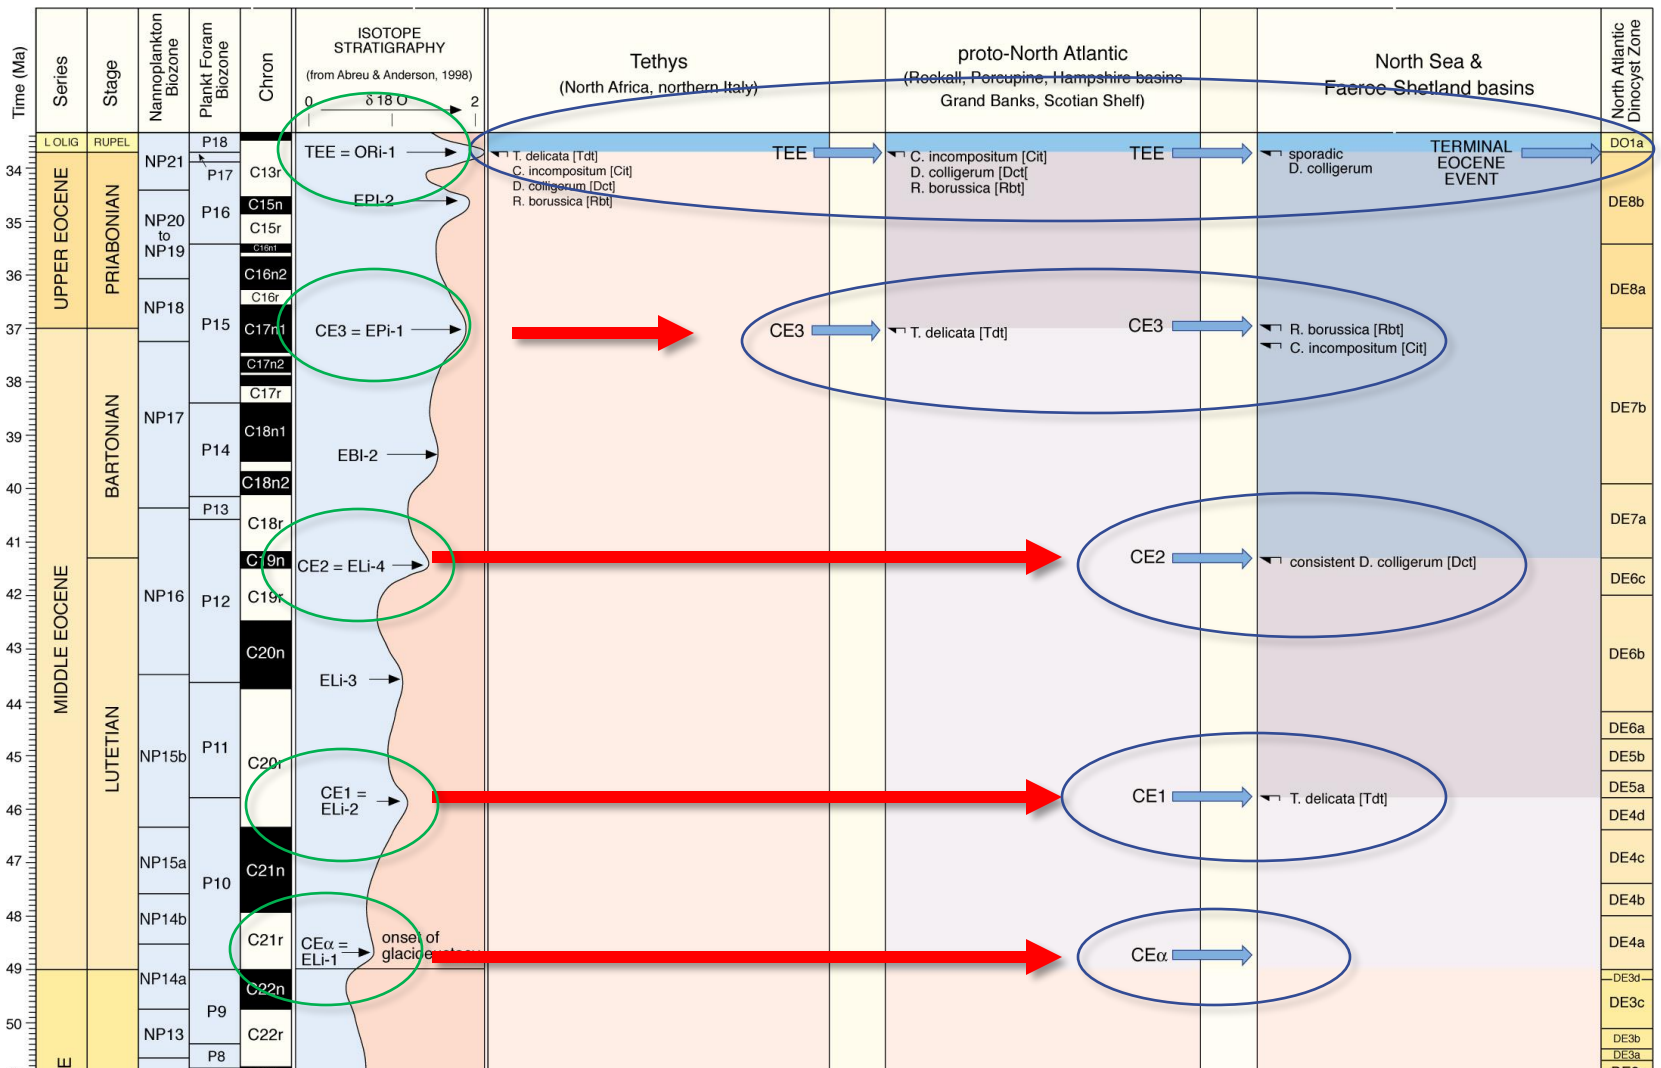 Time (Ma)
Series
Stage
Nannoplankton
Biozone
Plankt Foram
Biozone
Chron
ISOTOPE
STRATIGRAPHY
(from Abreu & Anderson, 1998)
0 δ 18 O 2
Tethys
(North Africa, northern Italy)
proto-North Atlantic
(Rockall, Porcupine, Hampshire basins
Grand Banks, Scotian Shelf)
North Sea &
Faeroe-Shetland basins
North Atlantic
Dinocyst Zone
34
35
36
37
38
39
40
41
42
43
44
45
46
47
48
49
50
L OLIG
UPPER EOCENE
MIDDLE EOCENE
E
RUPEL
PRIABONIAN
BARTONIAN
LUTETIAN
NP21
NP20
to
NP19
NP18
NP17
NP16
NP15b
NP15a
NP14b
NP14a
NP13
P18
P17
P16
P15
P14
P13
P12
P11
P10
P9
P8
C13r
C15n
C15r
C16n1
C16n2
C16r
C17n1
C17n2
C17r
C18n1
C18n2
C18r
C19n
C19r
C20n
C20r
C21n
C21r
C22n
C22r
TEE = ORi-1
EPI-2
CE3 = EPi-1
EBI-2
CE2 = ELi-4
ELi-3
CE1 =
ELi-2
CEα =
ELi-1
onset of
glacioeustasy
T. delicata [Tdt]
C. incompositum [Cit]
D. colligerum [Dct]
R. borussica [Rbt]
TEE
CE3
C. incompositum [Cit]
D. colligerum [Dct[
R. borussica [Rbt]
T. delicata [Tdt]
TEE
CE3
CE2
CE1
CEα
sporadic
D. colligerum
TERMINAL
EOCENE
EVENT
R. borussica [Rbt]
C. incompositum [Cit]
consistent D. colligerum [Dct]
T. delicata [Tdt]
DO1a
DE8b
DE8a
DE7b
DE7a
DE6c
DE6b
DE6a
DE5b
DE5a
DE4d
DE4c
DE4b
DE4a
DE3d
DE3c
DE3b
DE3a